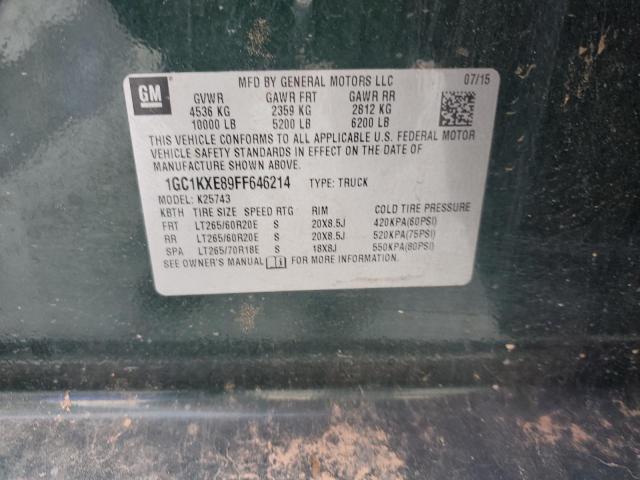 GM MFD BY GENERAL MOTORS LLC 07/15
GVWR GAWR FRT GAWR RR
4536 KG 2359 KG 2812 KG
10000 LB 5200 LB 6200 LB
THIS VEHICLE CONFORMS TO ALL APPLICABLE U.S. FEDERAL MOTOR
VEHICLE SAFETY STANDARDS IN EFFECT ON THE DATE OF
MANUFACTURE SHOWN ABOVE.
1GC1KXE89FF646214 TYPE: TRUCK
MODEL: K25743
KBTH TIRE SIZE SPEED RTG RIM COLD TIRE PRESSURE
FRT LT265/60R20E S 20X8.5J 420KPA(60PSI)
RR LT265/60R20E S 20X8.5J 520KPA(75PSI)
SPA LT265/70R18E S 18X8J 550KPA(80PSI)
SEE OWNER'S MANUAL FOR MORE INFORMATION.